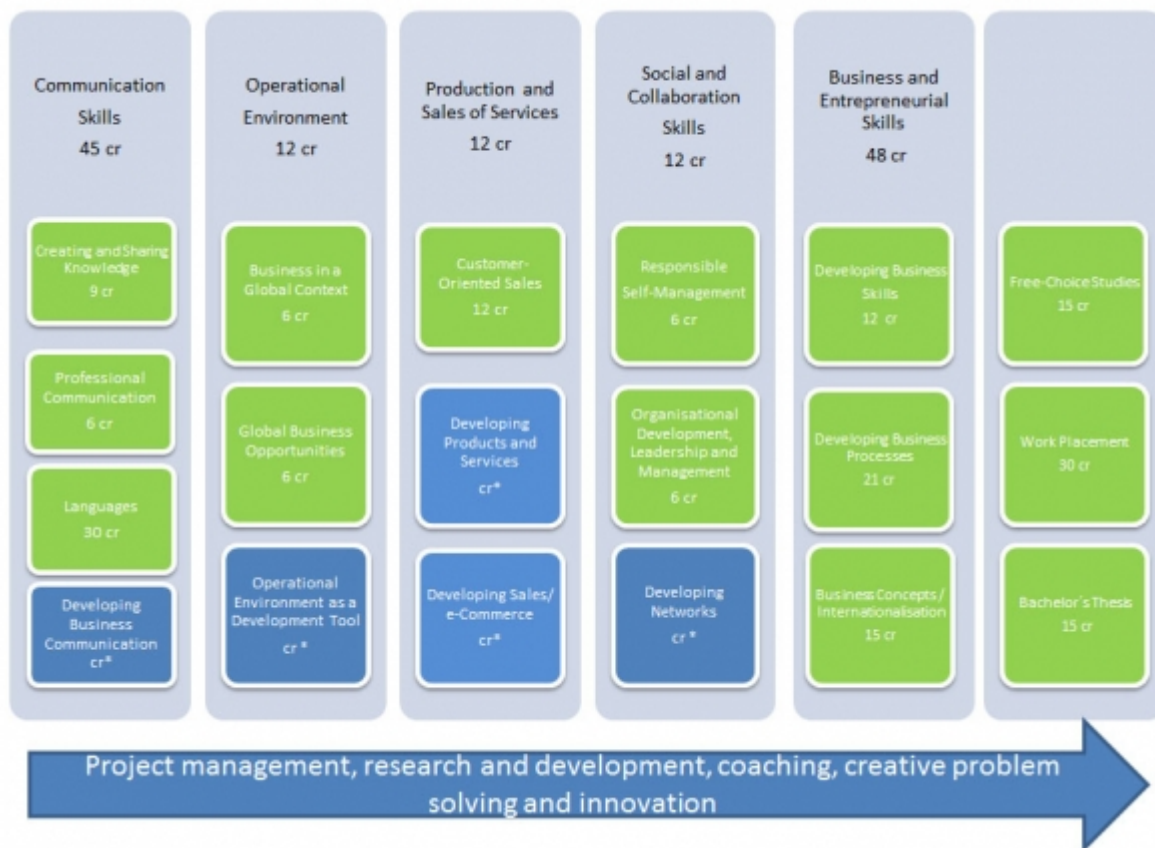 Communication
Skills
45 cr
Creating and Sharing
Knowledge
9 cr
Professional
Communication
6 cr
Languages
30 cr
Developing
Business
Communication
cr*
Operational
Environment
12 cr
Business in a
Global Context
6 cr
Global Business
Opportunities
6 cr
Operational
Environment as a
Development Tool
cr *
Production and
Sales of Services
12 cr
Customer-
Oriented Sales
12 cr
Developing
Products and
Services
cr*
Developing Sales/
e-Commerce
cr*
Social and
Collaboration
Skills
12 cr
Responsible
Self-Management
6 cr
Organisational
Development,
Leadership and
Management
6 cr
Developing
Networks
cr *
Business and
Entrepreneurial
Skills
48 cr
Developing Business
Skills
12 cr
Developing Business
Processes
21 cr
Business Concepts /
Internationalisation
15 cr
Free-Choice Studies
15 cr
Work Placement
30 cr
Bachelor´s Thesis
15 cr
Project management, research and development, coaching, creative problem
solving and innovation